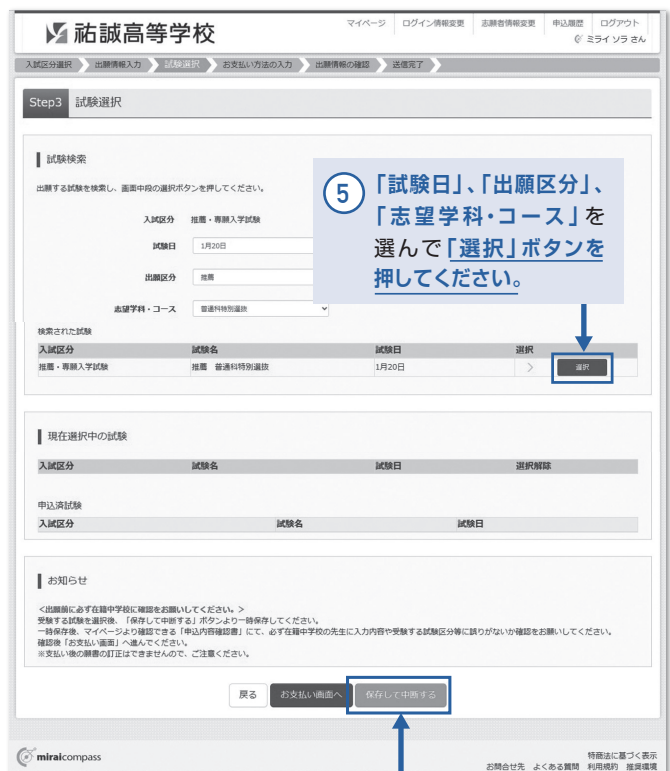 祐誠高等学校
マイページ ログイン情報変更 志願者情報変更 申込履歴 ログアウト
ミライ ソラ さん
入試区分選択 出願情報入力 試験選択 お支払い方法の入力 出願情報の確認 送信完了
Step3 試験選択
試験検索
出願する試験を検索し、画面中段の選択ボタンを押してください。
入試区分 推薦・専願入学試験
試験日 1月20日
出願区分 推薦
志望学科・コース 普通科特別選抜
⑤「試験日」、「出願区分」、
「志望学科・コース」を
選んで「選択」ボタンを
押してください。
検索された試験
入試区分 試験名 試験日 選択
推薦・専願入学試験 推薦 普通科特別選抜 1月20日 選択
現在選択中の試験
入試区分 試験名 試験日 選択解除
申込済試験
入試区分 試験名 試験日
お知らせ
<出願前に必ず在籍中学校に確認をお願いしてください。>
受験する試験を選択後、「保存して中断する」ボタンより一時保存してください。
一時保存後、マイページより確認できる「申込内容確認書」にて、必ず在籍中学校の先生に入力内容や受験する試験区分等に誤りがないか確認をお願いしてください。
確認後「お支払い画面」へ進んでください。
※支払い後の願書の訂正はできませんので、ご注意ください。
戻る お支払い画面へ 保存して中断する
miraicompass
特商法に基づく表示
お問合せ先 よくある質問 利用規約 推奨環境